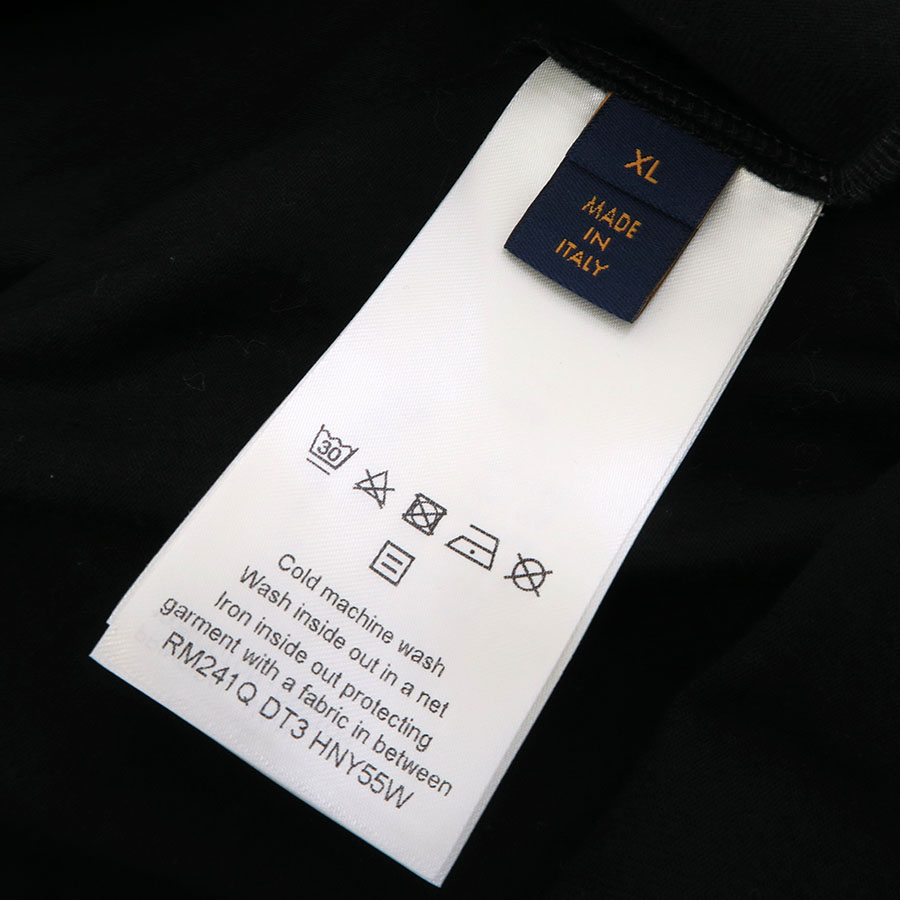 XL
MADE
IN
ITALY
30
Cold machine wash
Wash inside out in a net
Iron inside out protecting
garment with a fabric in between
RM241Q DT3 HNY55W